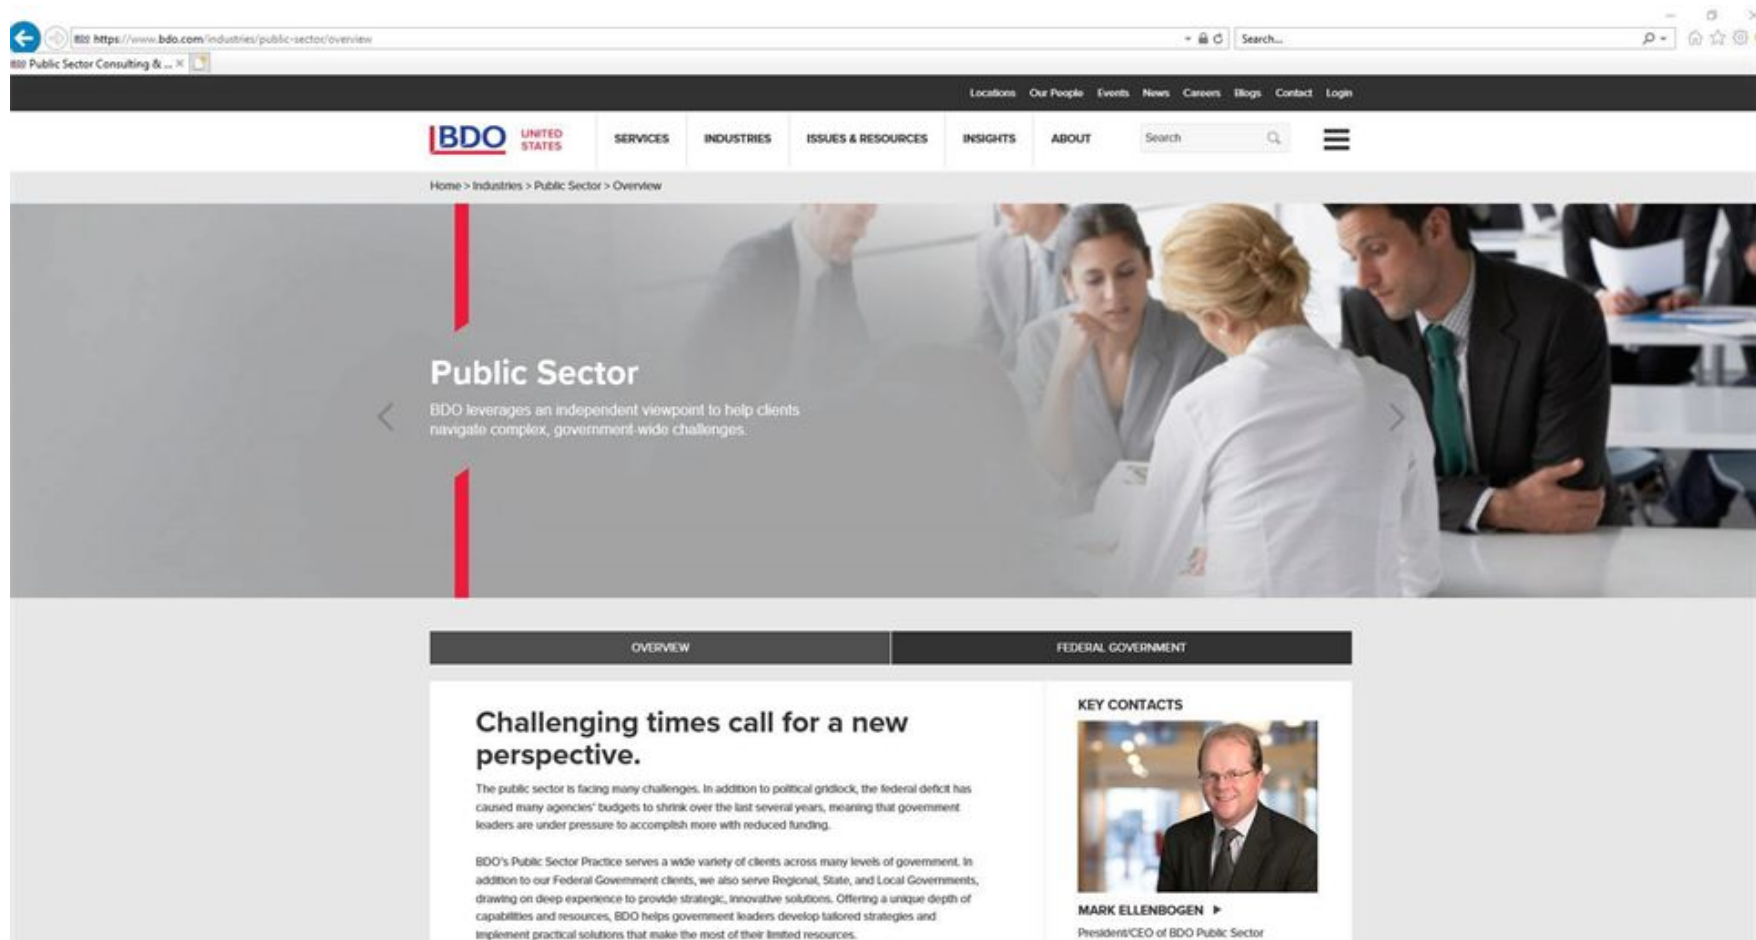 BDO https://www.bdo.com/industries/public-sector/overview
Search...
BDO Public Sector Consulting & ... ×
Locations Our People Events News Careers Blogs Contact Login
BDO UNITED STATES
SERVICES INDUSTRIES ISSUES & RESOURCES INSIGHTS ABOUT Search
Home > Industries > Public Sector > Overview
Public Sector
BDO leverages an independent viewpoint to help clients
navigate complex, government-wide challenges.
OVERVIEW FEDERAL GOVERNMENT
Challenging times call for a new
perspective.
The public sector is facing many challenges. In addition to political gridlock, the federal deficit has
caused many agencies' budgets to shrink over the last several years, meaning that government
leaders are under pressure to accomplish more with reduced funding.
BDO's Public Sector Practice serves a wide variety of clients across many levels of government. In
addition to our Federal Government clients, we also serve Regional, State, and Local Governments,
drawing on deep experience to provide strategic, innovative solutions. Offering a unique depth of
capabilities and resources, BDO helps government leaders develop tailored strategies and
implement practical solutions that make the most of their limited resources.
KEY CONTACTS
MARK ELLENBOGEN
President/CEO of BDO Public Sector